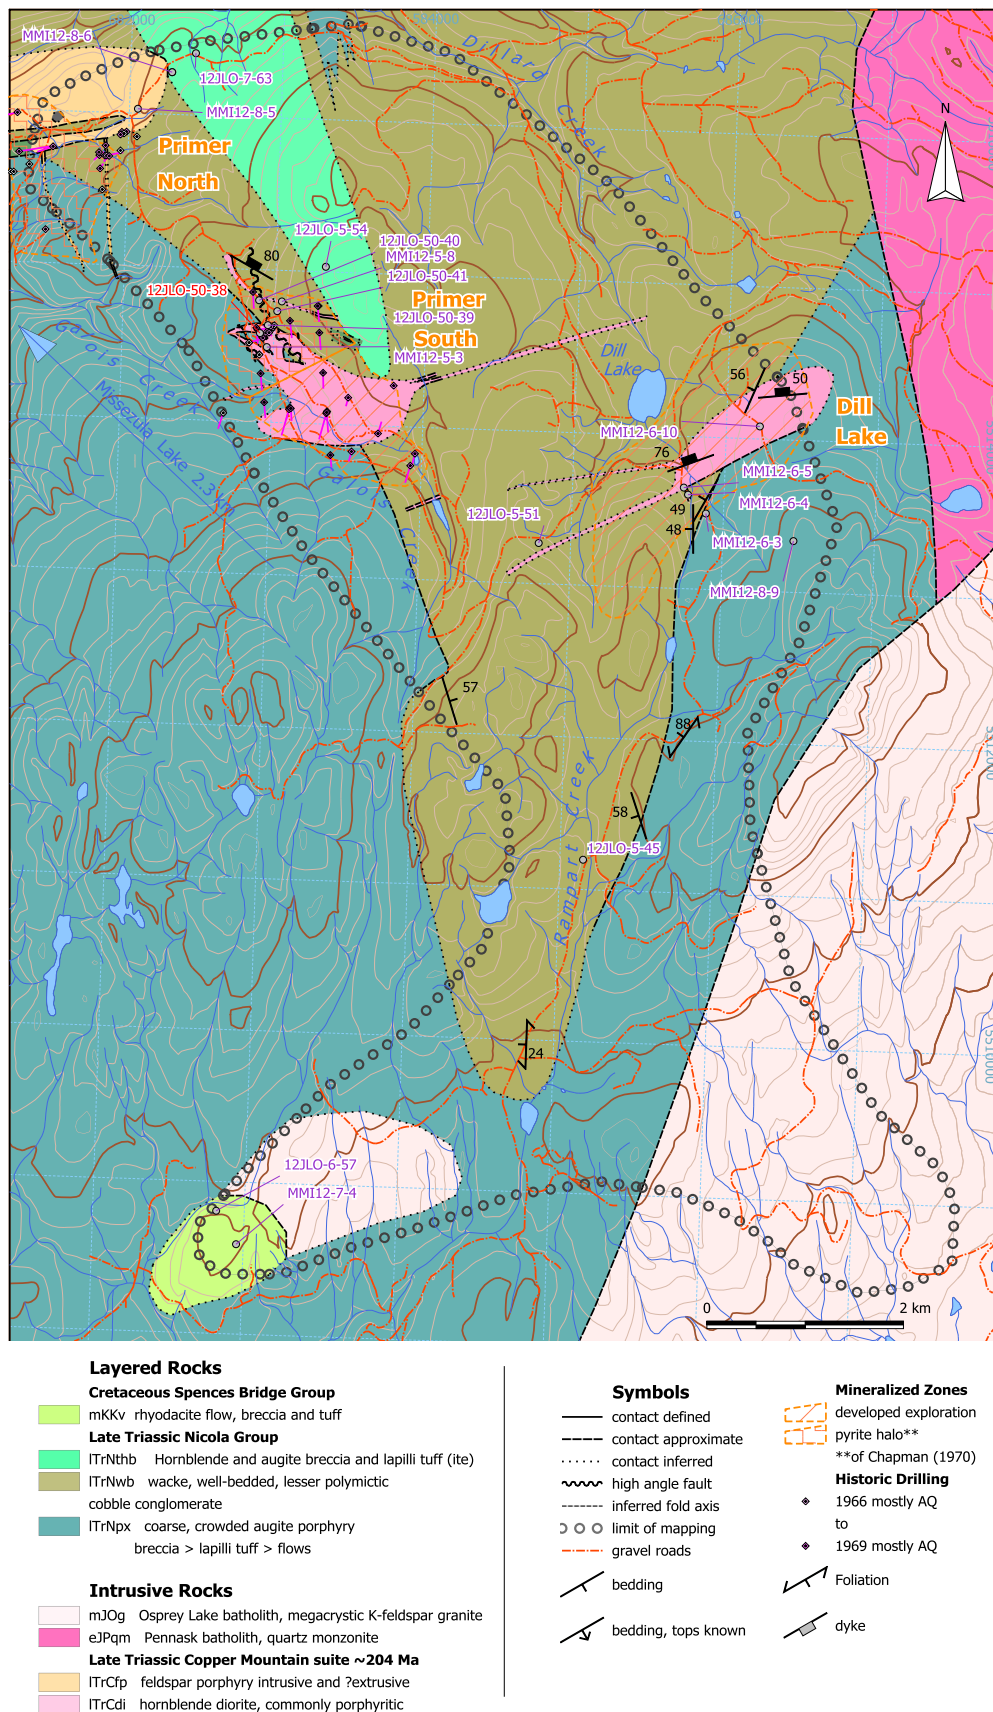 592000
594000
596000
MMI12-8-6
Dillard
Creek
12JLO-7-63
MMI12-8-5
N
Primer
North
12JLO-5-54
12JLO-50-40
80
MMI12-5-8
12JLO-50-41
12JLO-50-38
Primer
12JLO-50-39
South
MMI12-5-3
Galois Creek
Missezula Lake 2.3 km
Dill
Lake
56
50
Dill
Lake
MMI12-6-10
76
MMI12-6-5
Galois
Creek
MMI12-6-4
49
12JLO-5-51
48
MMI12-6-3
MMI12-8-9
57
88
5512000
58
12JLO-5-45
Rampart Creek
24
5510000
12JLO-6-57
MMI12-7-4
0
2 km
Layered Rocks
Cretaceous Spences Bridge Group
mKKv rhyodacite flow, breccia and tuff
Late Triassic Nicola Group
lTrNthb Hornblende and augite breccia and lapilli tuff (ite)
lTrNwb wacke, well-bedded, lesser polymictic
cobble conglomerate
lTrNpx coarse, crowded augite porphyry
breccia > lapilli tuff > flows
Intrusive Rocks
mJOg Osprey Lake batholith, megacrystic K-feldspar granite
eJPqm Pennask batholith, quartz monzonite
Late Triassic Copper Mountain suite ~204 Ma
lTrCfp feldspar porphyry intrusive and ?extrusive
lTrCdi hornblende diorite, commonly porphyritic
Symbols
contact defined
contact approximate
contact inferred
high angle fault
inferred fold axis
limit of mapping
gravel roads
bedding
bedding, tops known
Mineralized Zones
developed exploration
pyrite halo**
**of Chapman (1970)
Historic Drilling
1966 mostly AQ
to
1969 mostly AQ
Foliation
dyke